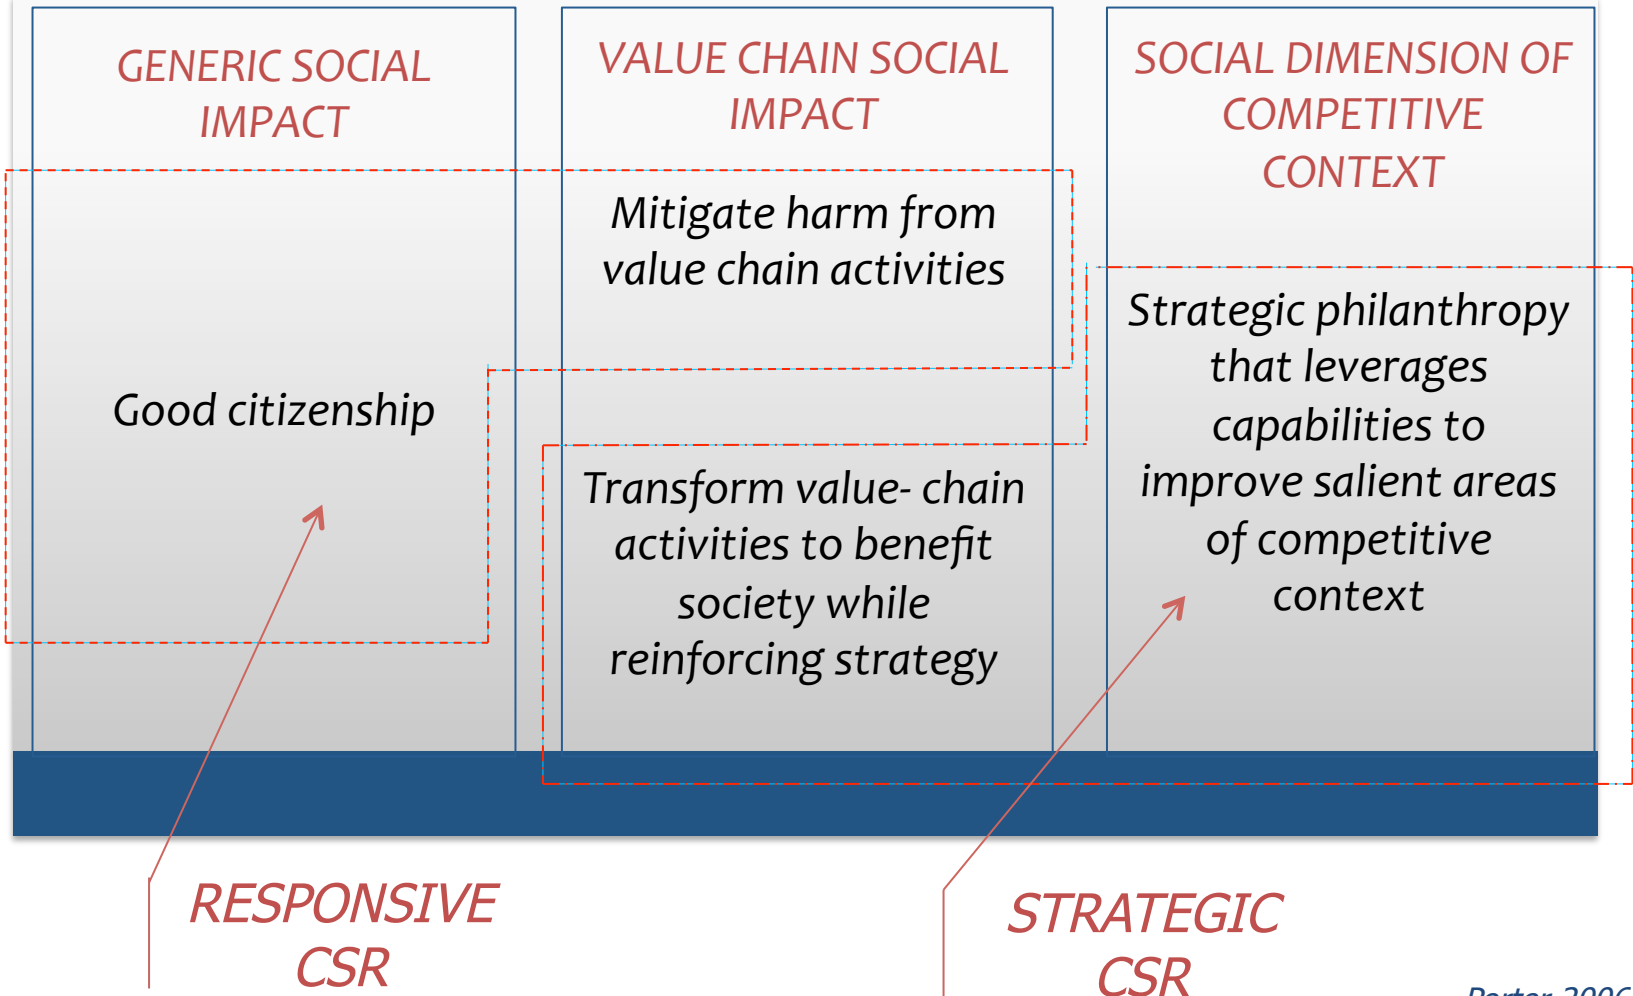 GENERIC SOCIAL
IMPACT
VALUE CHAIN SOCIAL
IMPACT
SOCIAL DIMENSION OF
COMPETITIVE
CONTEXT
Good citizenship
Mitigate harm from
value chain activities
Transform value- chain
activities to benefit
society while
reinforcing strategy
Strategic philanthropy
that leverages
capabilities to
improve salient areas
of competitive
context
RESPONSIVE
CSR
STRATEGIC
CSR
Porter 2006